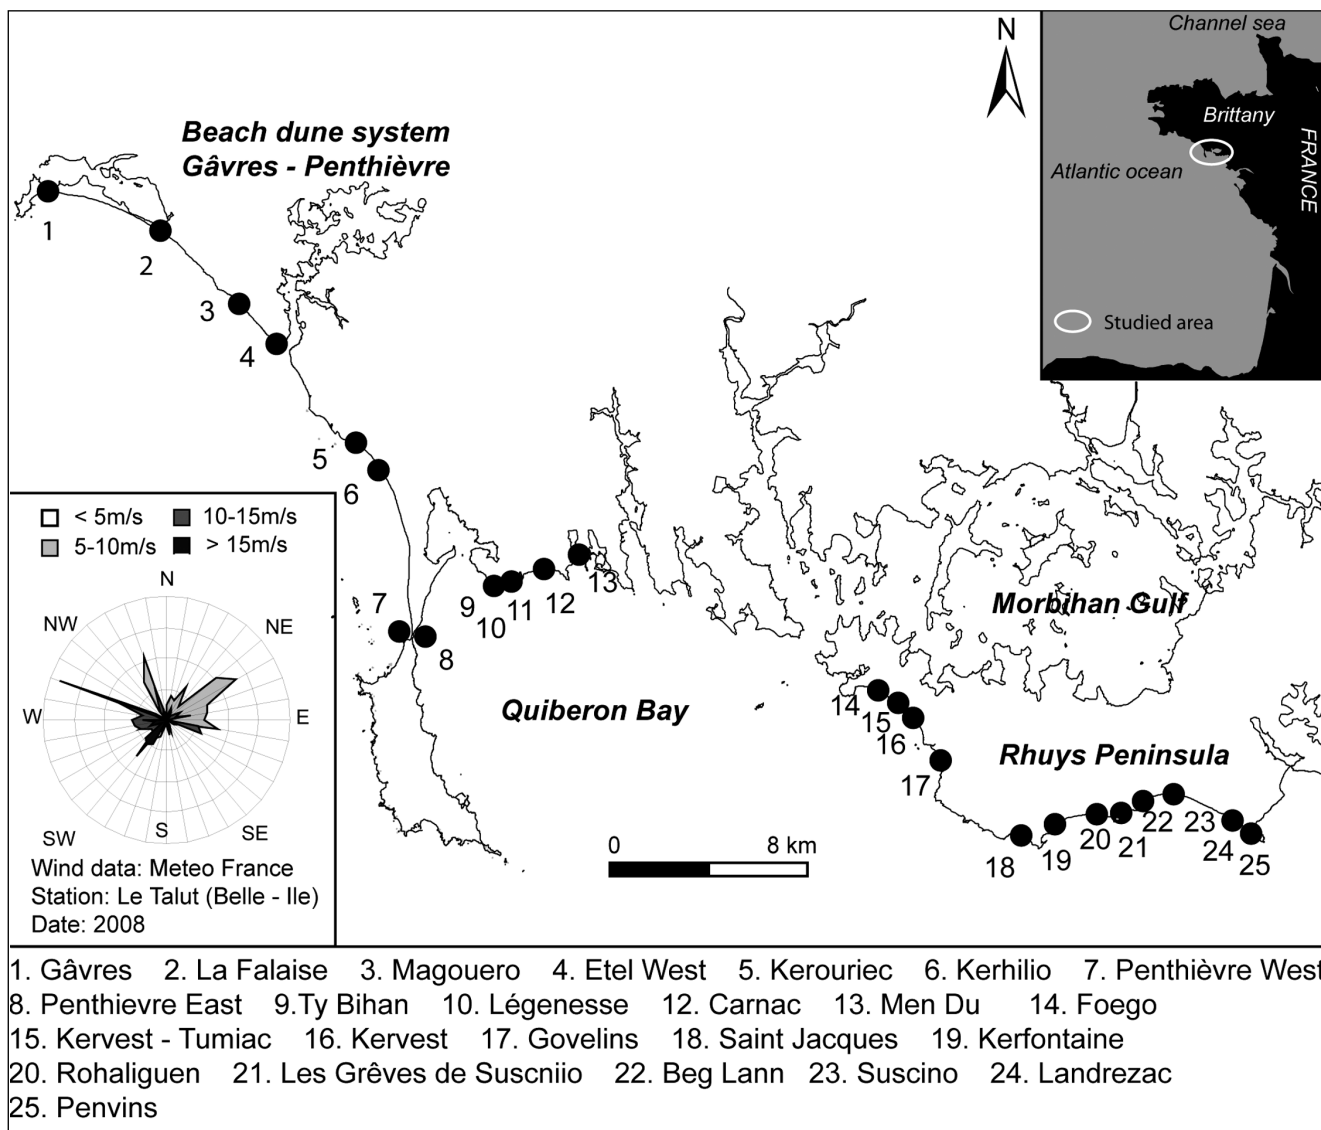 Channel sea
N
Brittany
FRANCE
Atlantic ocean
Studied area
Beach dune system
Gâvres - Penthièvre
1
2
3
4
5
6
7
8
9
10
11
12
13
Morbihan Gulf
Quiberon Bay
14
15
16
17
Rhuys Peninsula
18
19
20
21
22
23
24
25
0 8 km
< 5m/s 10-15m/s
5-10m/s > 15m/s
N
NW NE
W E
SW S SE
Wind data: Meteo France
Station: Le Talut (Belle - Ile)
Date: 2008
1. Gâvres 2. La Falaise 3. Magouero 4. Etel West 5. Kerouriec 6. Kerhilio 7. Penthièvre West
8. Penthievre East 9.Ty Bihan 10. Légenesse 12. Carnac 13. Men Du 14. Foego
15. Kervest - Tumiac 16. Kervest 17. Govelins 18. Saint Jacques 19. Kerfontaine
20. Rohaliguen 21. Les Grêves de Suscniio 22. Beg Lann 23. Suscino 24. Landrezac
25. Penvins